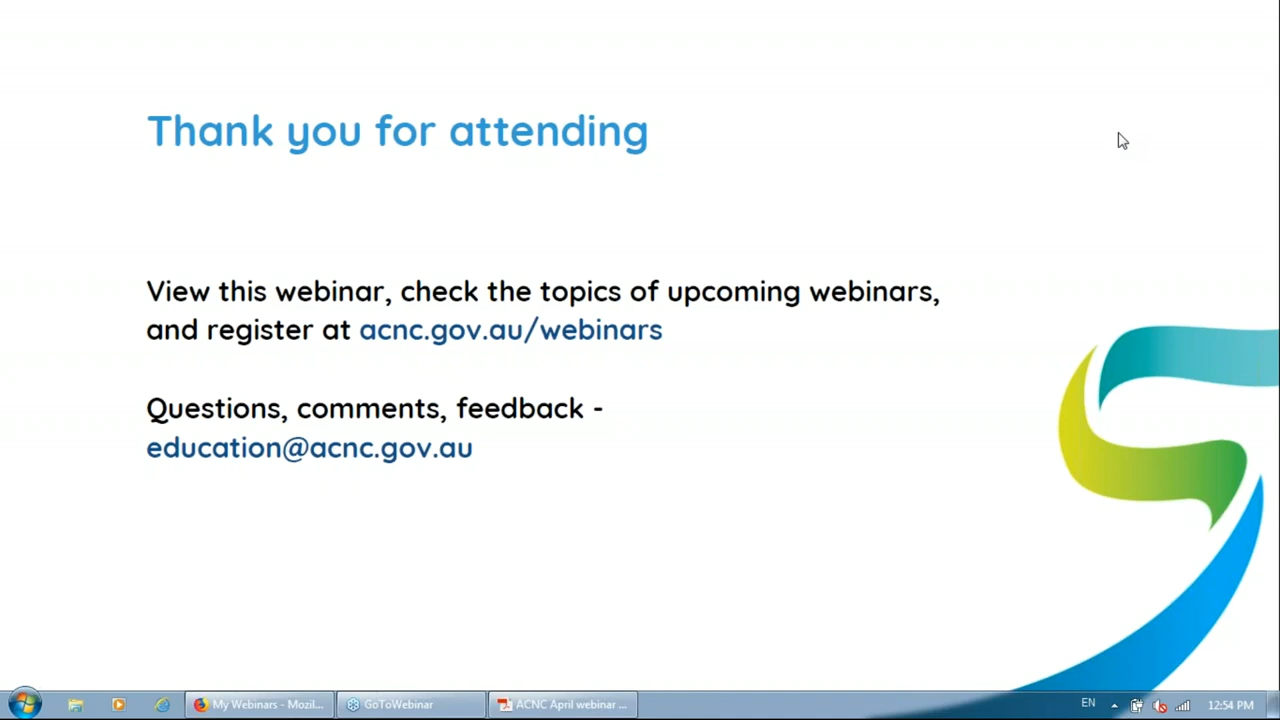 Thank you for attending
View this webinar, check the topics of upcoming webinars,
and register at acnc.gov.au/webinars
Questions, comments, feedback -
education@acnc.gov.au
My Webinars - Mozil...
GoToWebinar
ACNC April webinar ...
EN
12:54 PM